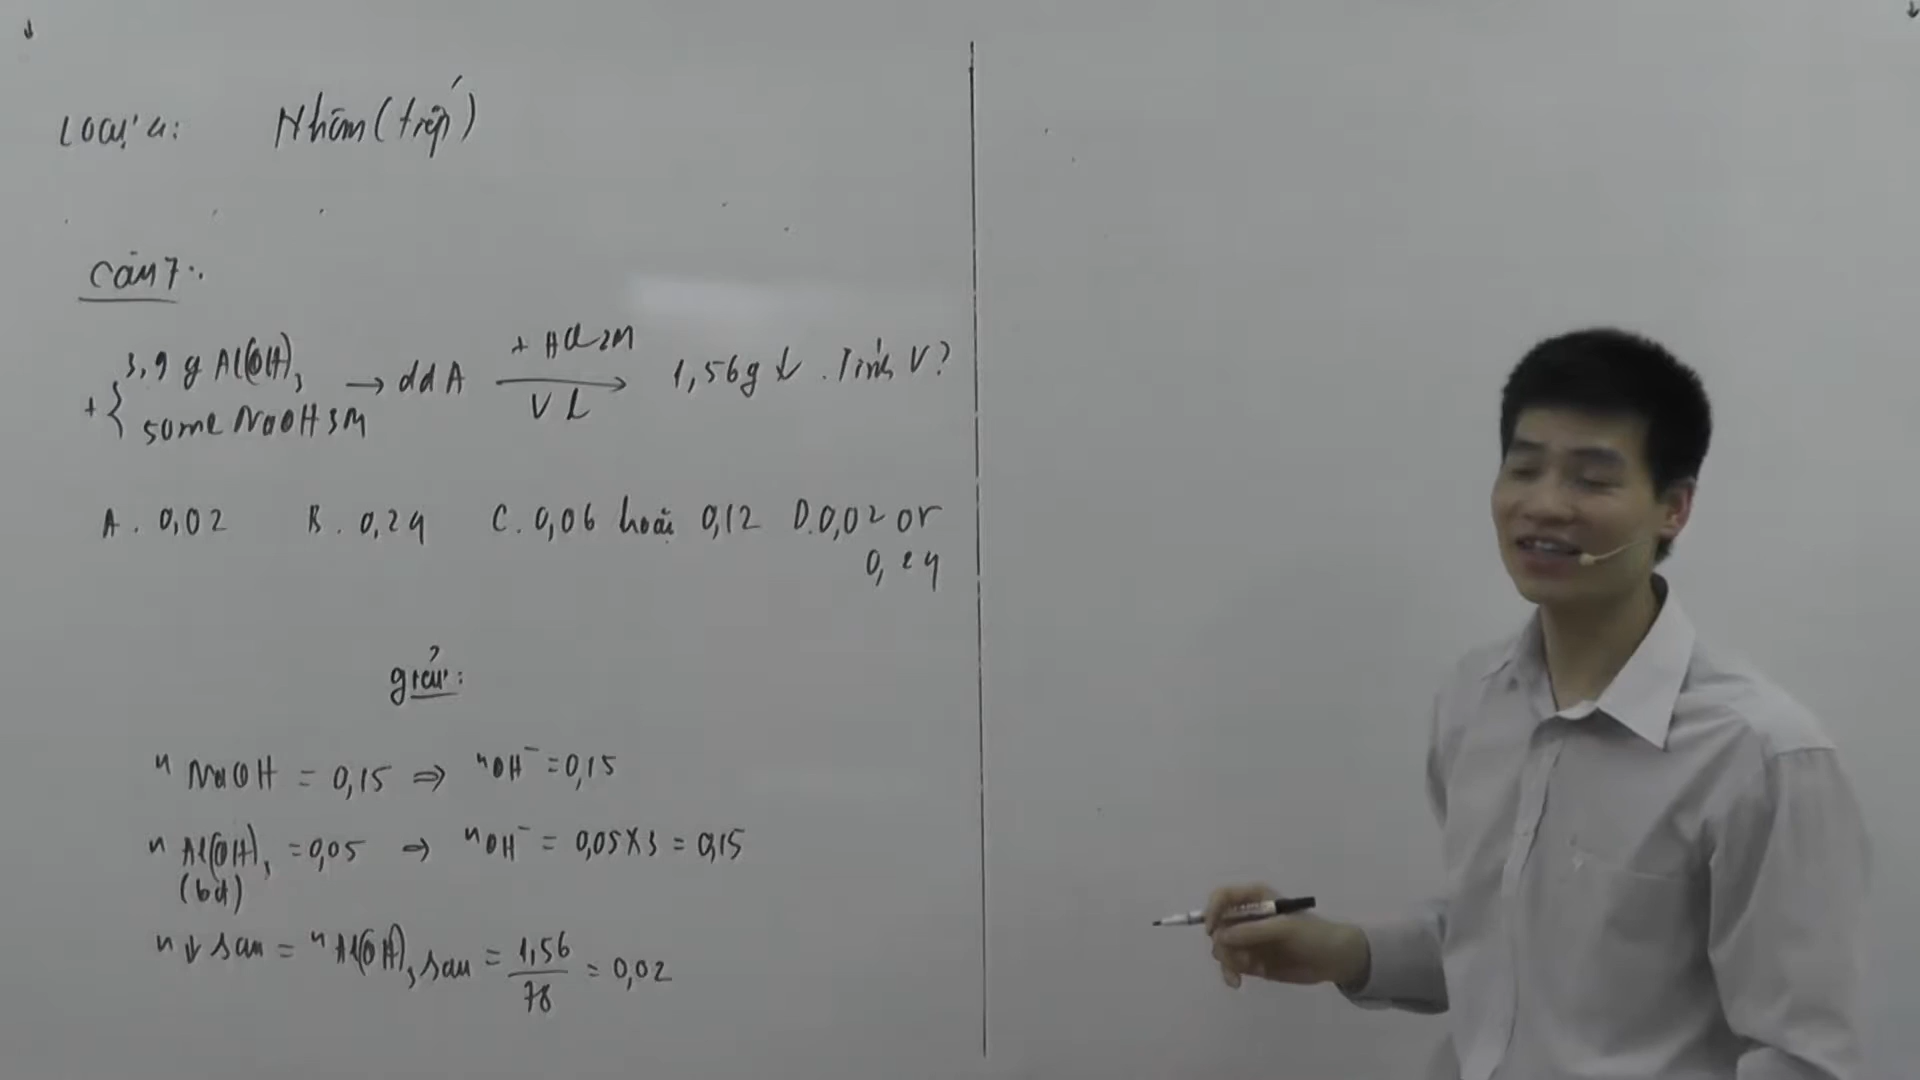 Loại 4: Nhôm (tiếp)
Câu 7:
+ { 3,9 g Al(OH)3
50ml NaOH 3M → dd A + HCl 2M V L → 1,56g ↓ . Tính V?
A. 0,02 B. 0,24 C. 0,06 hoặc 0,12 D. 0,02 or
0,24
giải:
n NaOH = 0,15 ⇒ n OH⁻ = 0,15
n Al(OH)3 = 0,05 ⇒ n OH⁻ = 0,05 x 3 = 0,15
(bđ)
n ↓ sau = n Al(OH)3 sau = 1,56/78 = 0,02